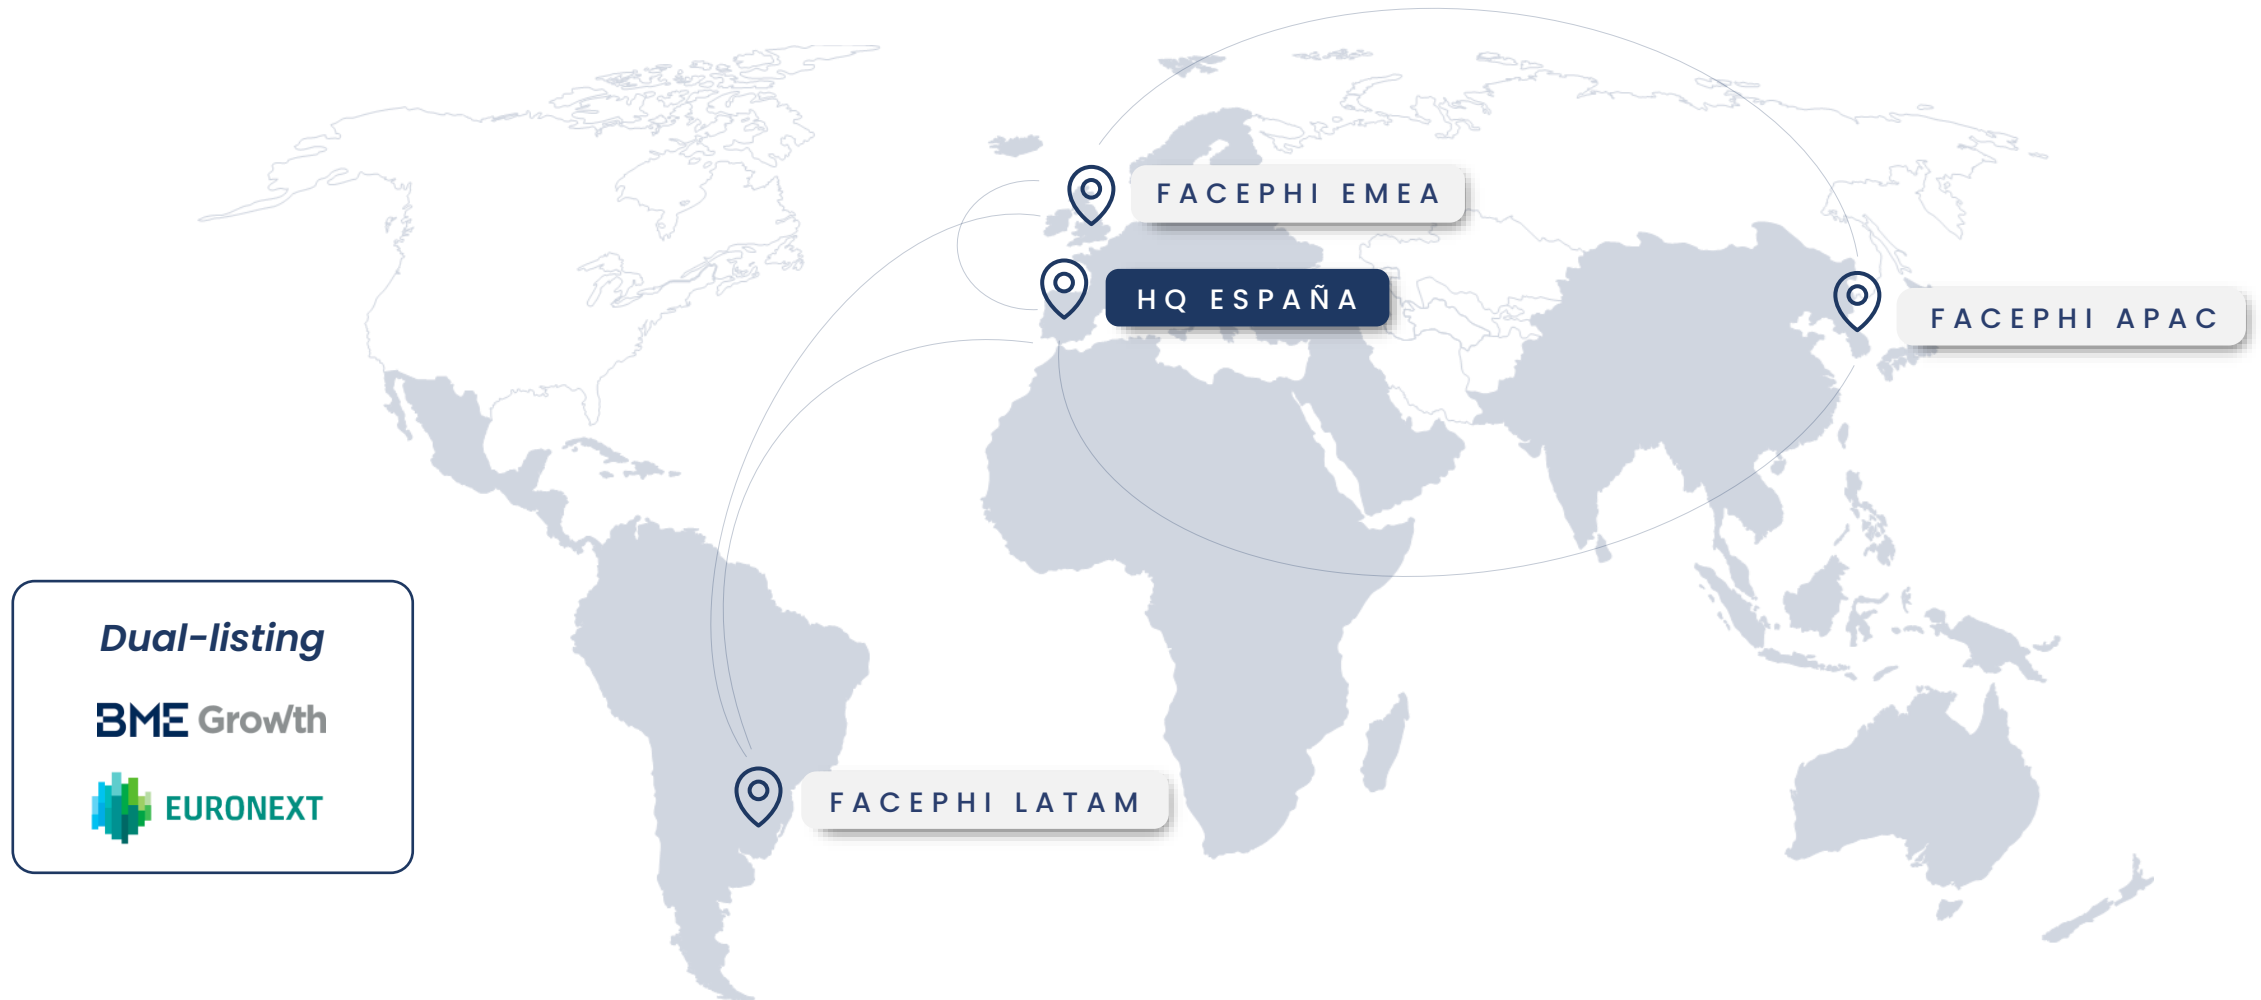 FACEPHI EMEA
HQ ESPAÑA
FACEPHI APAC
Dual-listing
BME Growth
EURONEXT
FACEPHI LATAM